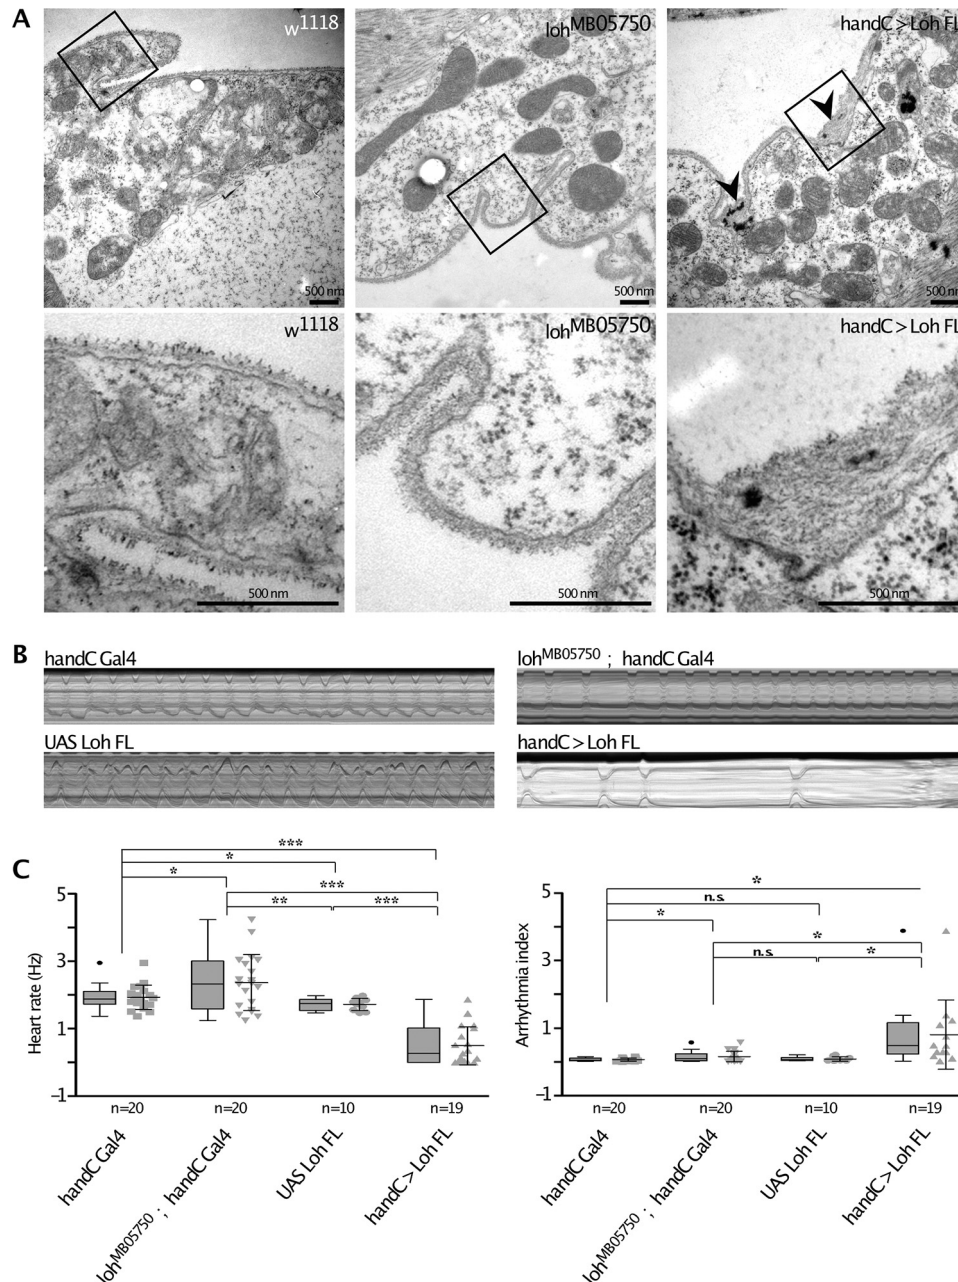 A
w1118
lohMB05750
handC > Loh FL
500 nm
500 nm
500 nm
w1118
lohMB05750
handC > Loh FL
500 nm
500 nm
500 nm
B
handC Gal4
lohMB05750 ; handC Gal4
UAS Loh FL
handC > Loh FL
C
***
*
*
***
**
***
5
3
1
−1
Heart rate (Hz)
n=20
n=20
n=10
n=19
handC Gal4
lohMB05750 ; handC Gal4
UAS Loh FL
handC > Loh FL
*
n.s.
*
*
n.s.
*
5
3
1
−1
Arrhythmia index
n=20
n=20
n=10
n=19
handC Gal4
lohMB05750 ; handC Gal4
UAS Loh FL
handC > Loh FL